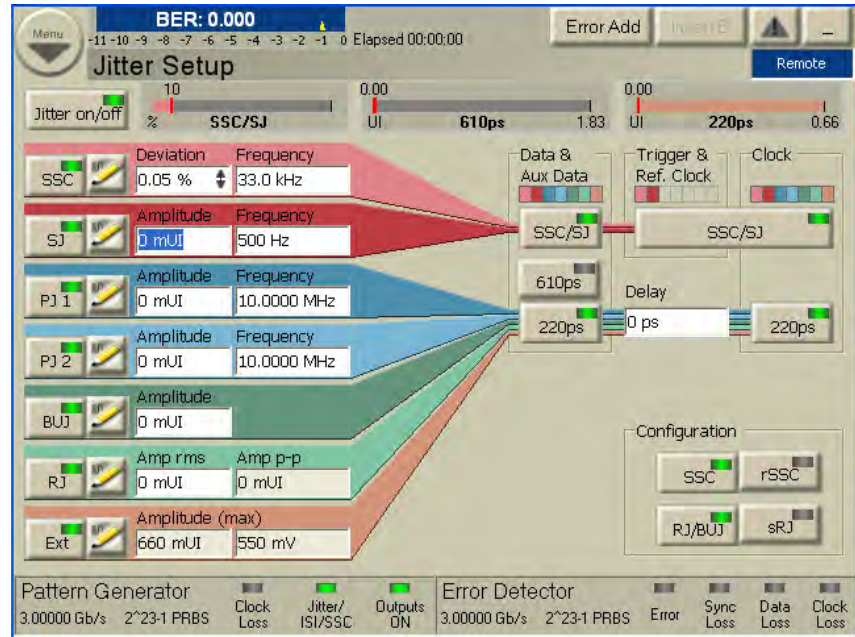 Menu
BER: 0.000
-11 -10 -9 -8 -7 -6 -5 -4 -3 -2 -1 0 Elapsed 00:00:00
Error Add
Jitter Setup
Remote
Jitter on/off
10
% SSC/SJ
0.00
UI 610ps 1.83
0.00
UI 220ps 0.66
SSC
Deviation Frequency
0.05 % 33.0 kHz
SJ
Amplitude Frequency
0 mUI 500 Hz
PJ 1
Amplitude Frequency
0 mUI 10.0000 MHz
PJ 2
Amplitude Frequency
0 mUI 10.0000 MHz
BUJ
Amplitude
0 mUI
RJ
Amp rms Amp p-p
0 mUI 0 mUI
Ext
Amplitude (max)
660 mUI 550 mV
Data &
Aux Data
Trigger &
Ref. Clock
Clock
SSC/SJ
SSC/SJ
610ps
220ps
Delay
0 ps
220ps
Configuration
SSC rSSC
RJ/BUJ sRJ
Pattern Generator
3.00000 Gb/s 2^23-1 PRBS
Clock
Loss
Jitter/
ISI/SSC
Outputs
ON
Error Detector
3.00000 Gb/s 2^23-1 PRBS
Error
Sync
Loss
Data
Loss
Clock
Loss